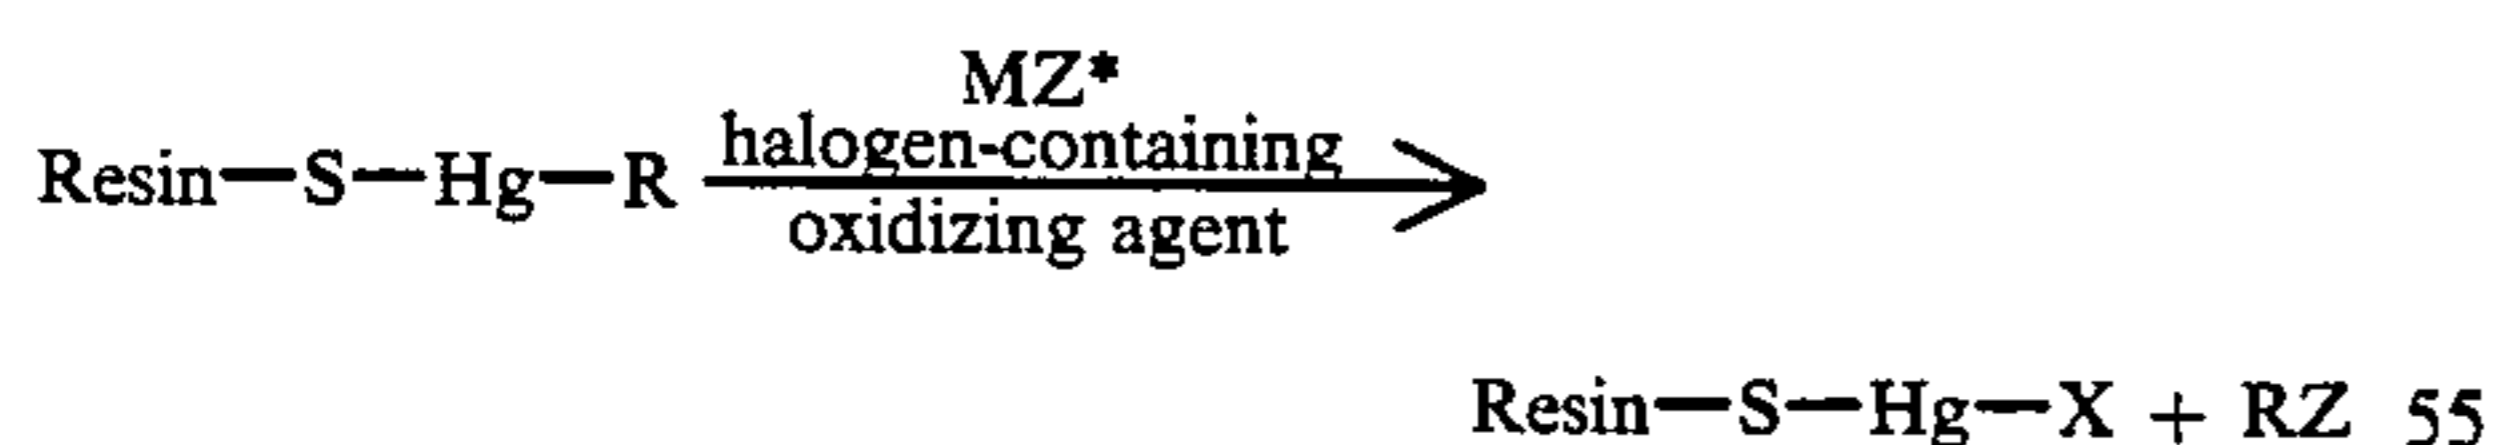 MZ*
halogen-containing
Resin—S—Hg—R
oxidizing agent
Resin—S—Hg—X + RZ 55